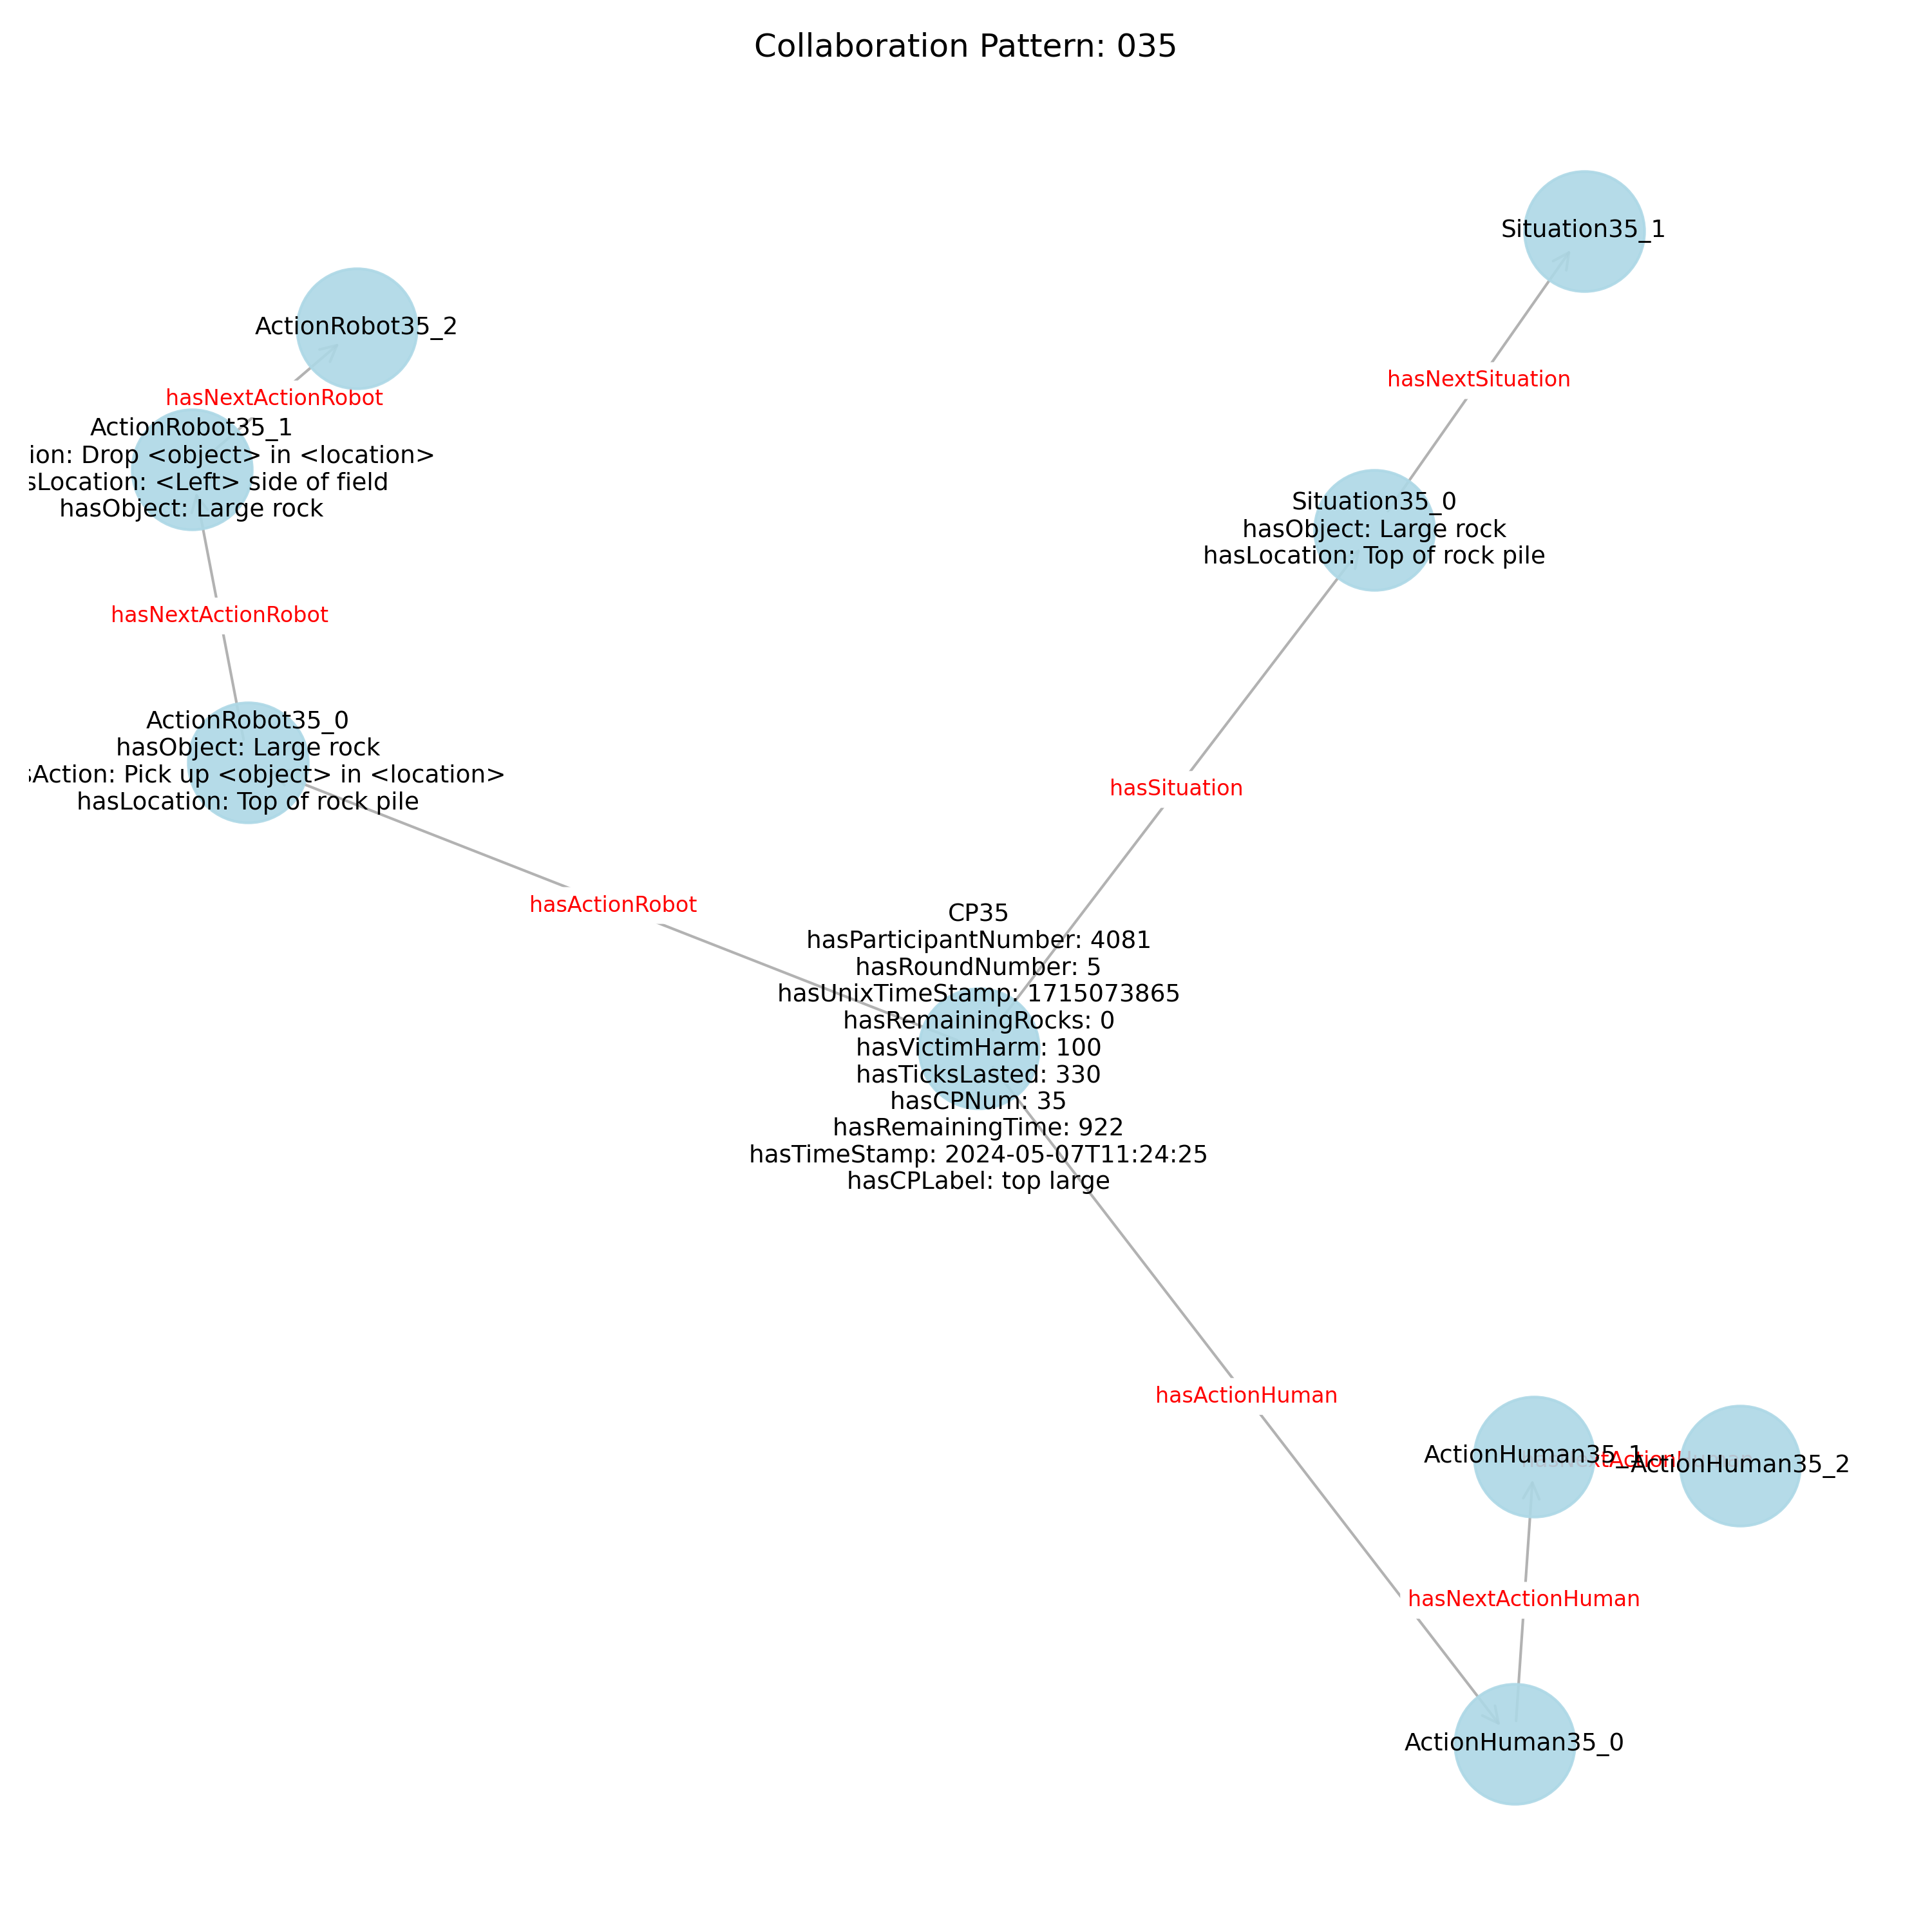 Collaboration Pattern: 035
Situation35_1
ActionRobot35_2
hasNextSituation
hasNextActionRobot
ActionRobot35_1
ion: Drop <object> in <location>
sLocation: <Left> side of field
hasObject: Large rock
Situation35_0
hasObject: Large rock
hasLocation: Top of rock pile
hasNextActionRobot
ActionRobot35_0
hasObject: Large rock
sAction: Pick up <object> in <location>
hasLocation: Top of rock pile
hasSituation
hasActionRobot
CP35
hasParticipantNumber: 4081
hasRoundNumber: 5
hasUnixTimeStamp: 1715073865
hasRemainingRocks: 0
hasVictimHarm: 100
hasTicksLasted: 330
hasCPNum: 35
hasRemainingTime: 922
hasTimeStamp: 2024-05-07T11:24:25
hasCPLabel: top large
hasActionHuman
ActionHuman35_1
hasNextActionHuman
ActionHuman35_2
hasNextActionHuman
ActionHuman35_0